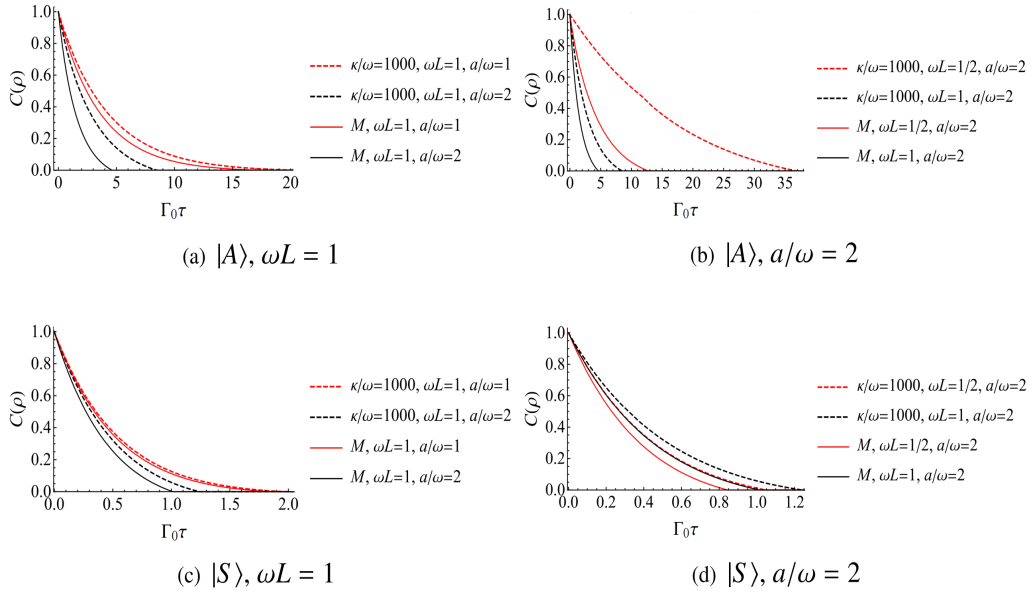 1.0
0.8
0.6
0.4
0.2
0.0
C(ρ)
0 5 10 15 20
Γ₀τ
κ/ω=1000, ωL=1, a/ω=1
κ/ω=1000, ωL=1, a/ω=2
M, ωL=1, a/ω=1
M, ωL=1, a/ω=2
(a) |A⟩, ωL = 1
1.0
0.8
0.6
0.4
0.2
0.0
C(ρ)
0 5 10 15 20 25 30 35
Γ₀τ
κ/ω=1000, ωL=1/2, a/ω=2
κ/ω=1000, ωL=1, a/ω=2
M, ωL=1/2, a/ω=2
M, ωL=1, a/ω=2
(b) |A⟩, a/ω = 2
1.0
0.8
0.6
0.4
0.2
0.0
C(ρ)
0.0 0.5 1.0 1.5 2.0
Γ₀τ
κ/ω=1000, ωL=1, a/ω=1
κ/ω=1000, ωL=1, a/ω=2
M, ωL=1, a/ω=1
M, ωL=1, a/ω=2
(c) |S⟩, ωL = 1
1.0
0.8
0.6
0.4
0.2
0.0
C(ρ)
0.0 0.2 0.4 0.6 0.8 1.0 1.2
Γ₀τ
κ/ω=1000, ωL=1/2, a/ω=2
κ/ω=1000, ωL=1, a/ω=2
M, ωL=1/2, a/ω=2
M, ωL=1, a/ω=2
(d) |S⟩, a/ω = 2